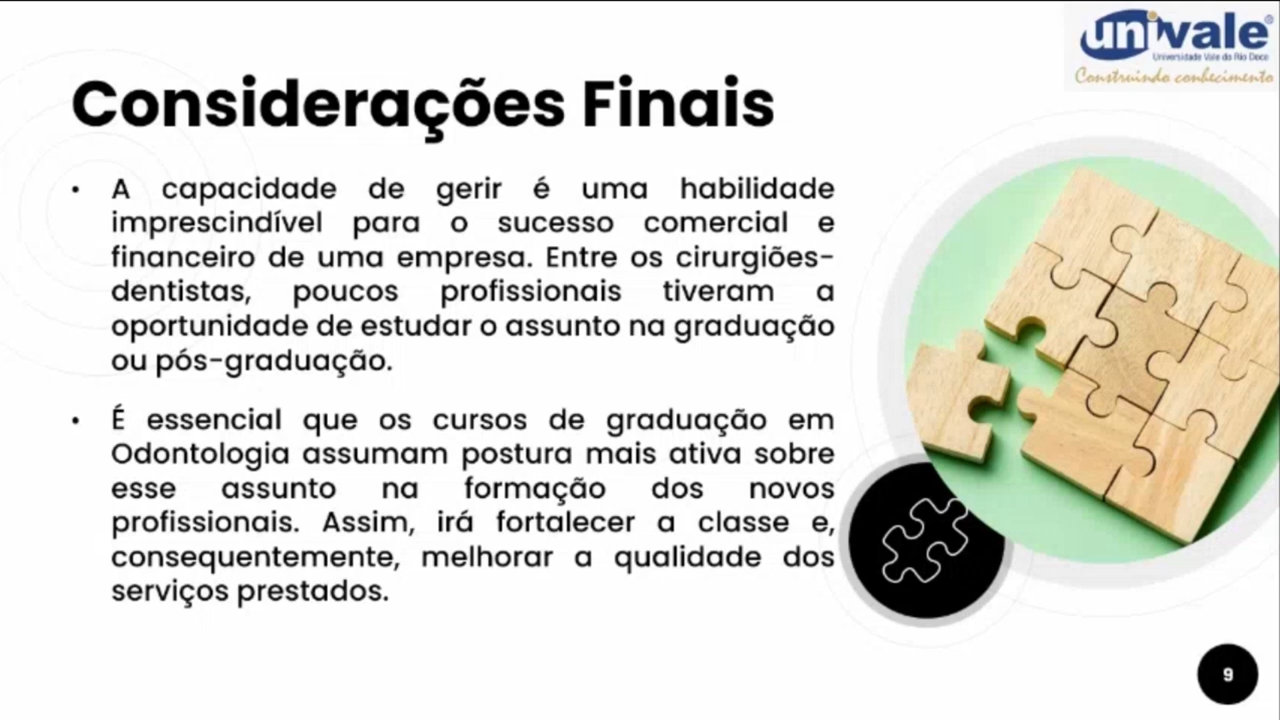 univale®
Universidade Vale do Rio Doce
Construindo conhecimento
Considerações Finais
• A capacidade de gerir é uma habilidade
imprescindível para o sucesso comercial e
financeiro de uma empresa. Entre os cirurgiões-
dentistas, poucos profissionais tiveram a
oportunidade de estudar o assunto na graduação
ou pós-graduação.
• É essencial que os cursos de graduação em
Odontologia assumam postura mais ativa sobre
esse assunto na formação dos novos
profissionais. Assim, irá fortalecer a classe e,
consequentemente, melhorar a qualidade dos
serviços prestados.
9